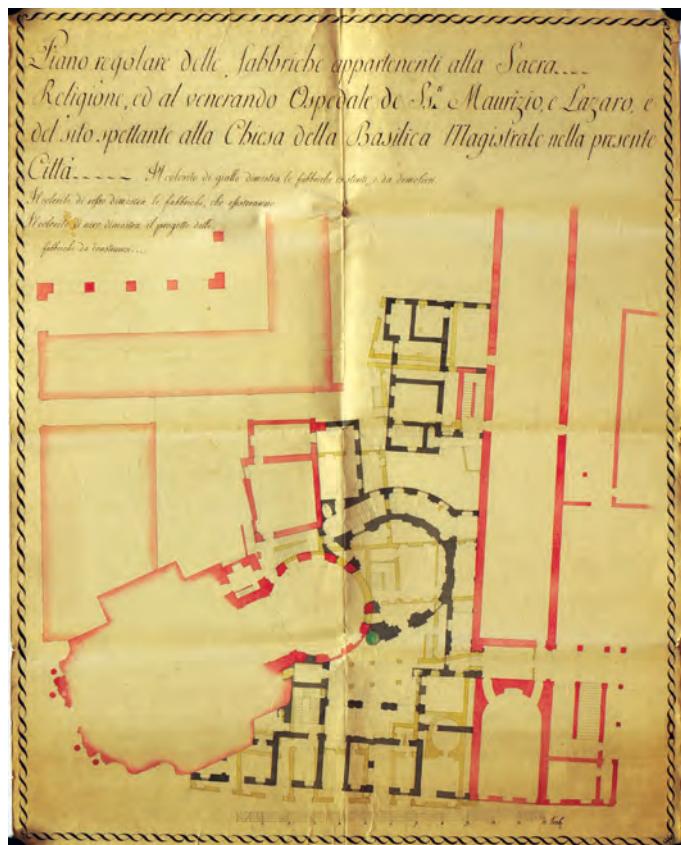 Piano regolare delle fabbriche appartenenti alla Sacra....
Religione, ed al venerando Ospedale de Ss.ti Maurizio, e Lazaro, e
del sito spettante alla Chiesa della Basilica Magistrale nella presente
Città..... Il colorito di giallo dimostra le fabbriche esistenti, e da demolirsi.
Il colorito di rosso dimostra le fabbriche, che esisteranno
Il colorito di nero dimostra il progetto delle
fabbriche da construersi....